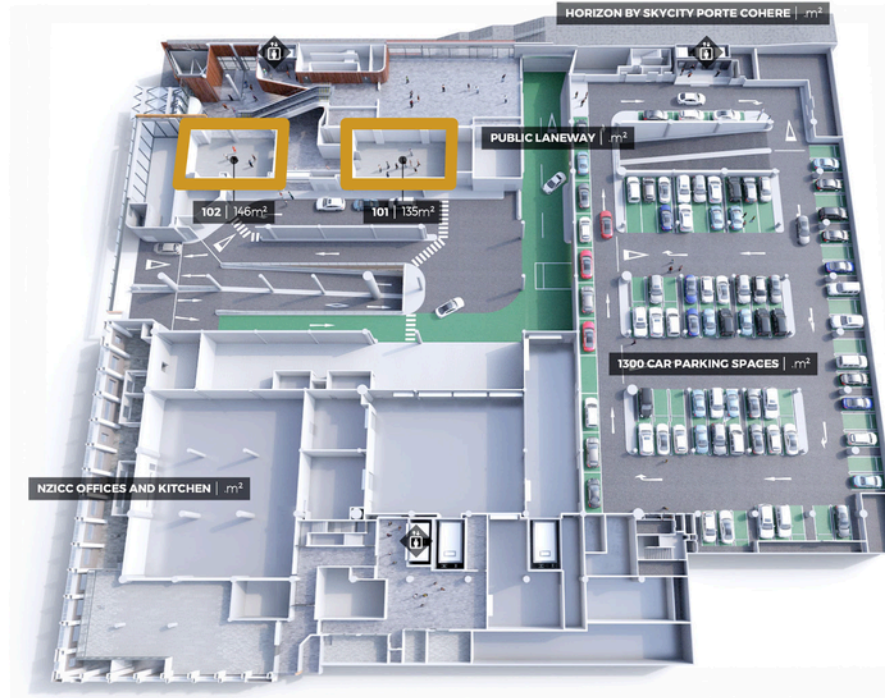 HORIZON BY SKYCITY PORTE COHERE | .m²
PUBLIC LANEWAY | .m²
102 | 146m²
101 | 135m²
1300 CAR PARKING SPACES | .m²
NZICC OFFICES AND KITCHEN | .m²